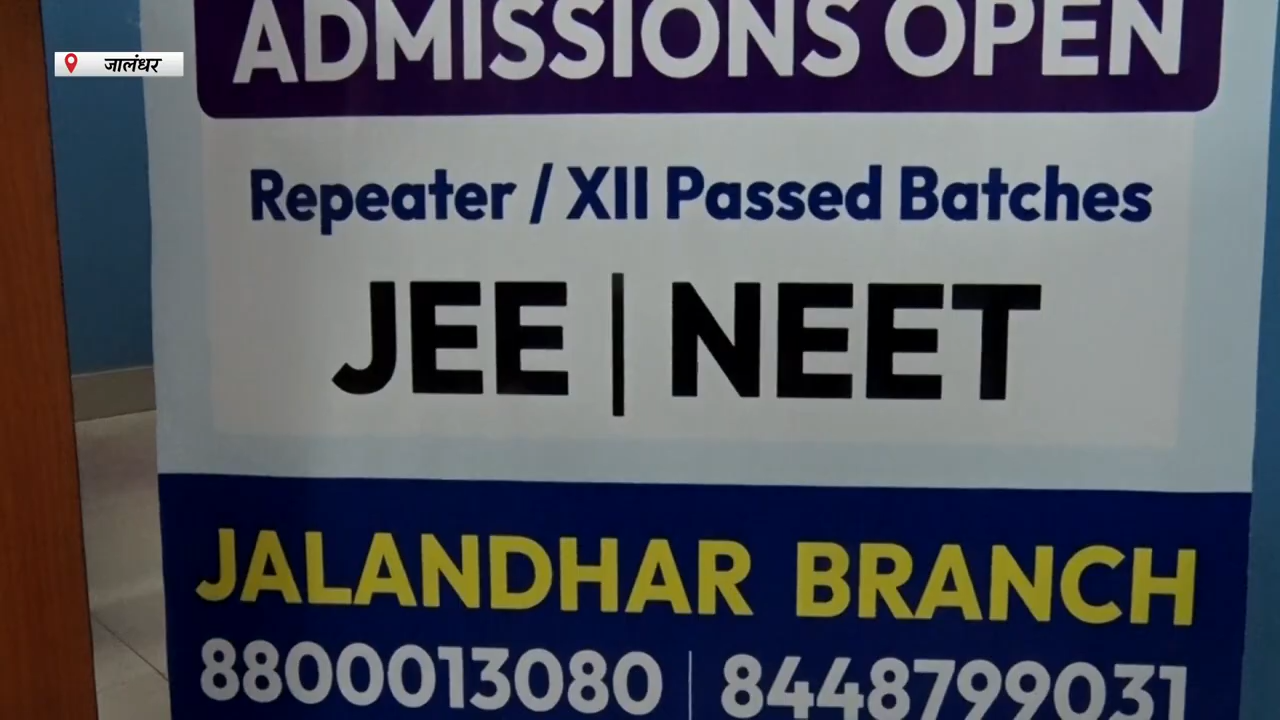 ADMISSIONS OPEN
जालंधर
Repeater / XII Passed Batches
JEE | NEET
JALANDHAR BRANCH
8800013080 | 8448799031